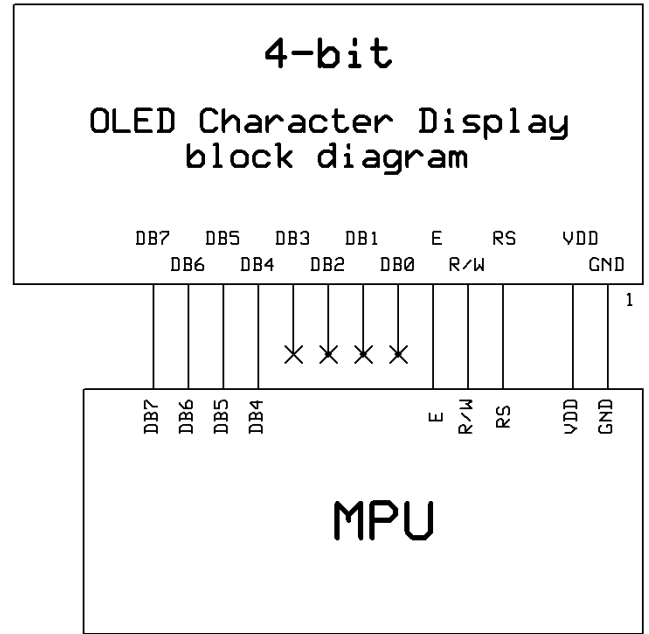 4-bit
OLED Character Display
block diagram
DB7 DB5 DB3 DB1 E RS VDD
DB6 DB4 DB2 DB0 R/W GND
1
DB7 DB6 DB5 DB4 E R/W RS VDD GND
MPU